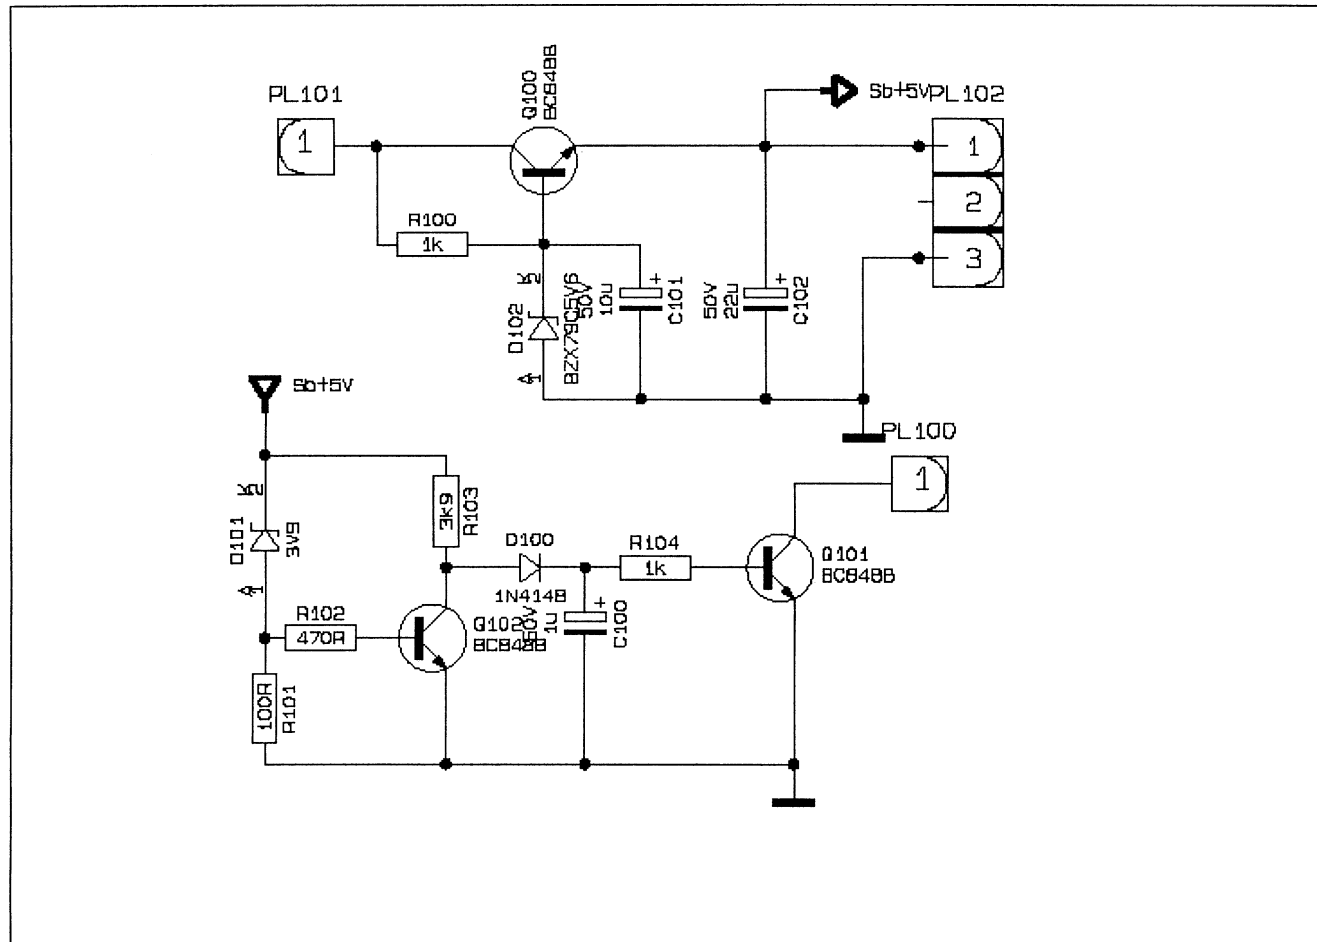 PL101
1
Q100
BC848B
Sb+5V
PL102
1
2
3
R100
1k
K
2
D102
A
1
BZX79C5V6
50V
10u
+
C101
50V
22u
+
C102
Sb+5V
PL100
1
K
2
D101
3V9
A
1
3K9
R103
D100
1N4148
R104
1k
Q101
BC848B
R102
470R
Q102
BC848B
50V
1u
+
C100
100R
R101